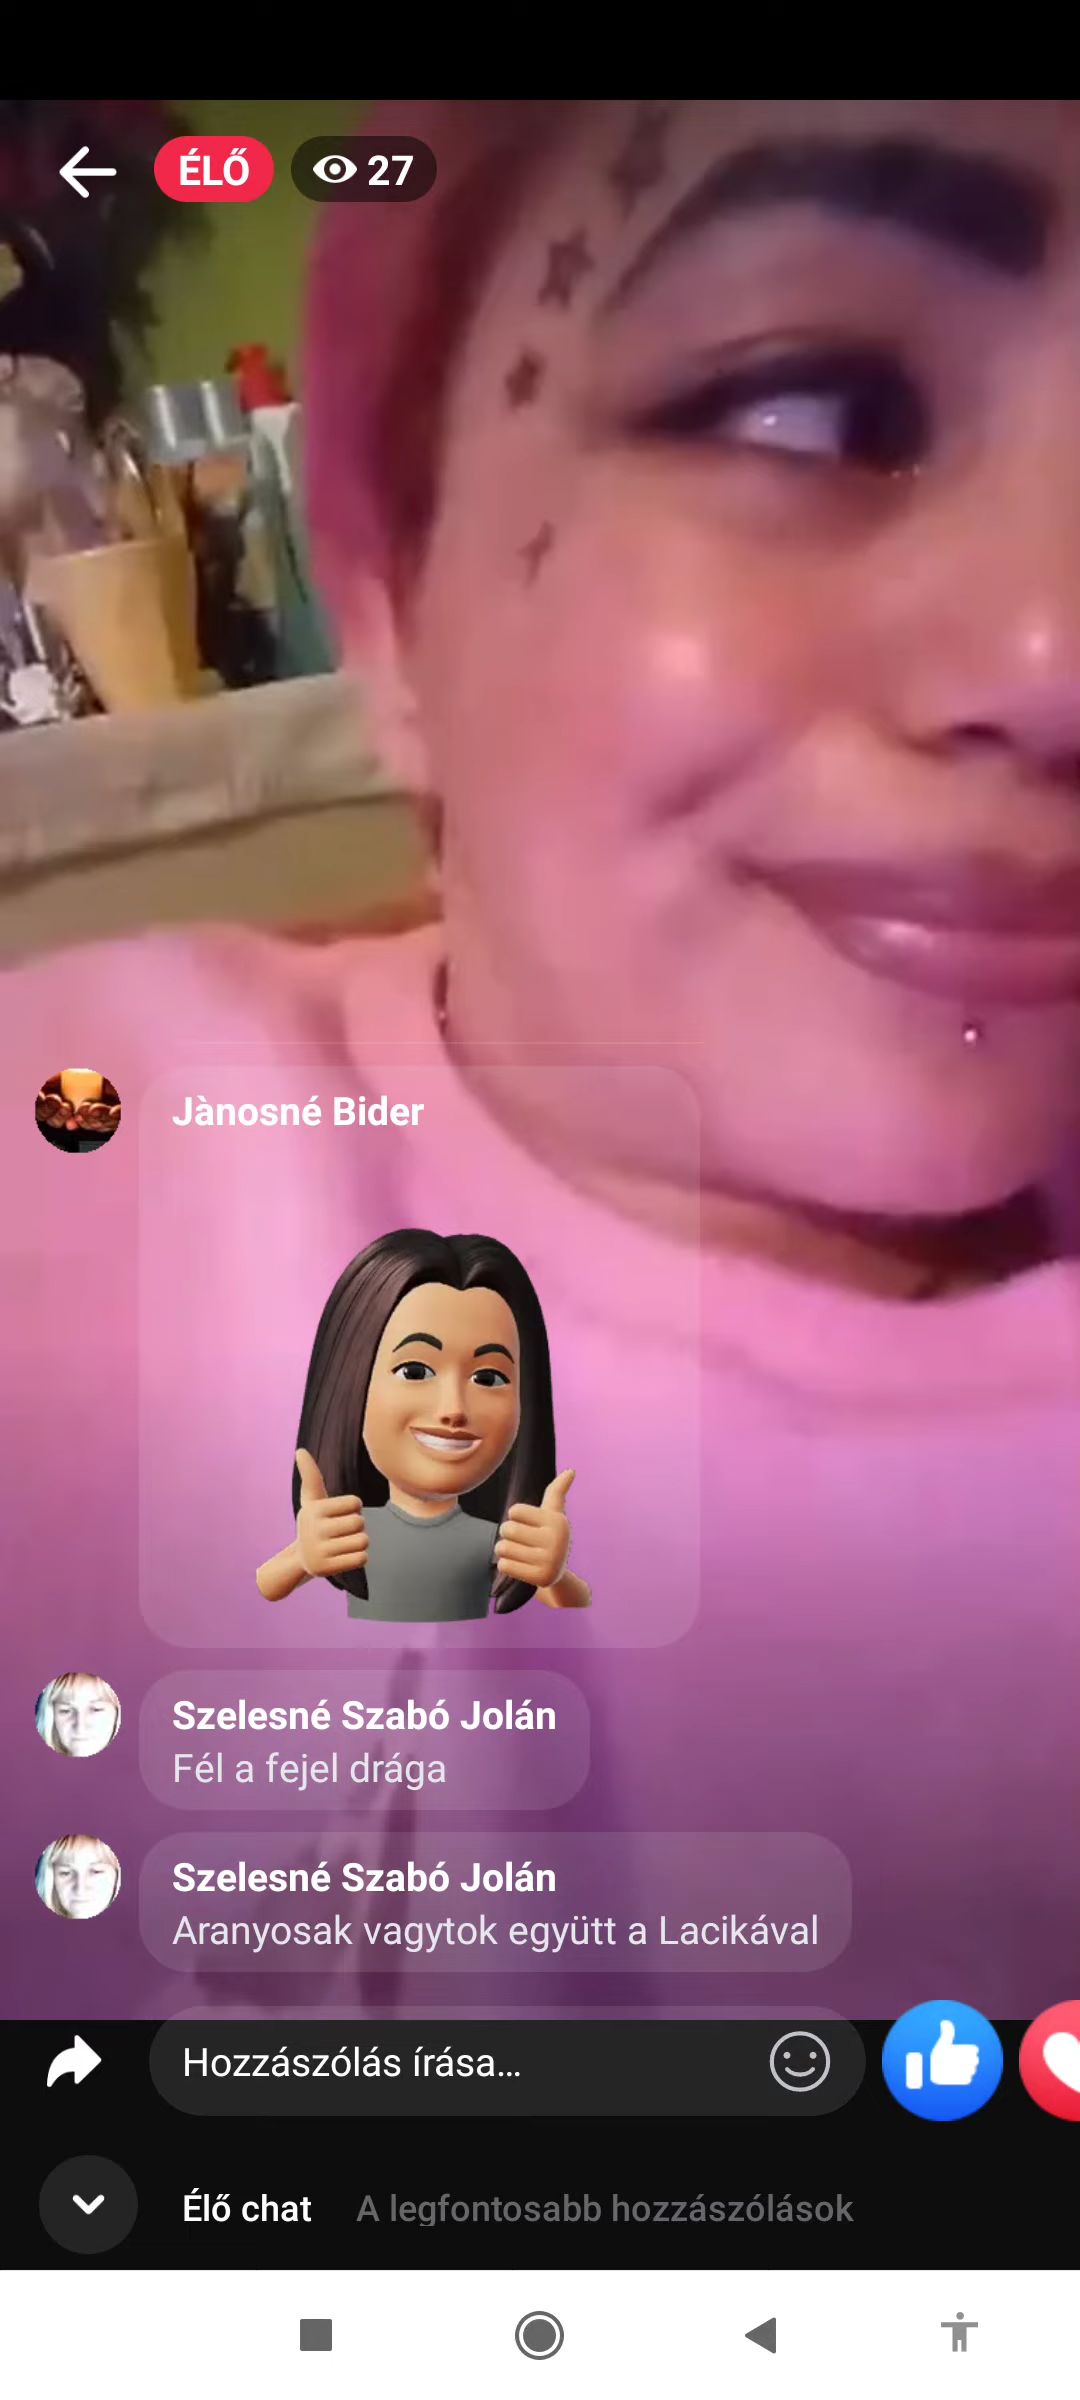 ÉLŐ
27
Jànosné Bider
Szelesné Szabó Jolán
Fél a fejel drága
Szelesné Szabó Jolán
Aranyosak vagytok együtt a Lacikával
Hozzászólás írása...
Élő chat
A legfontosabb hozzászólások